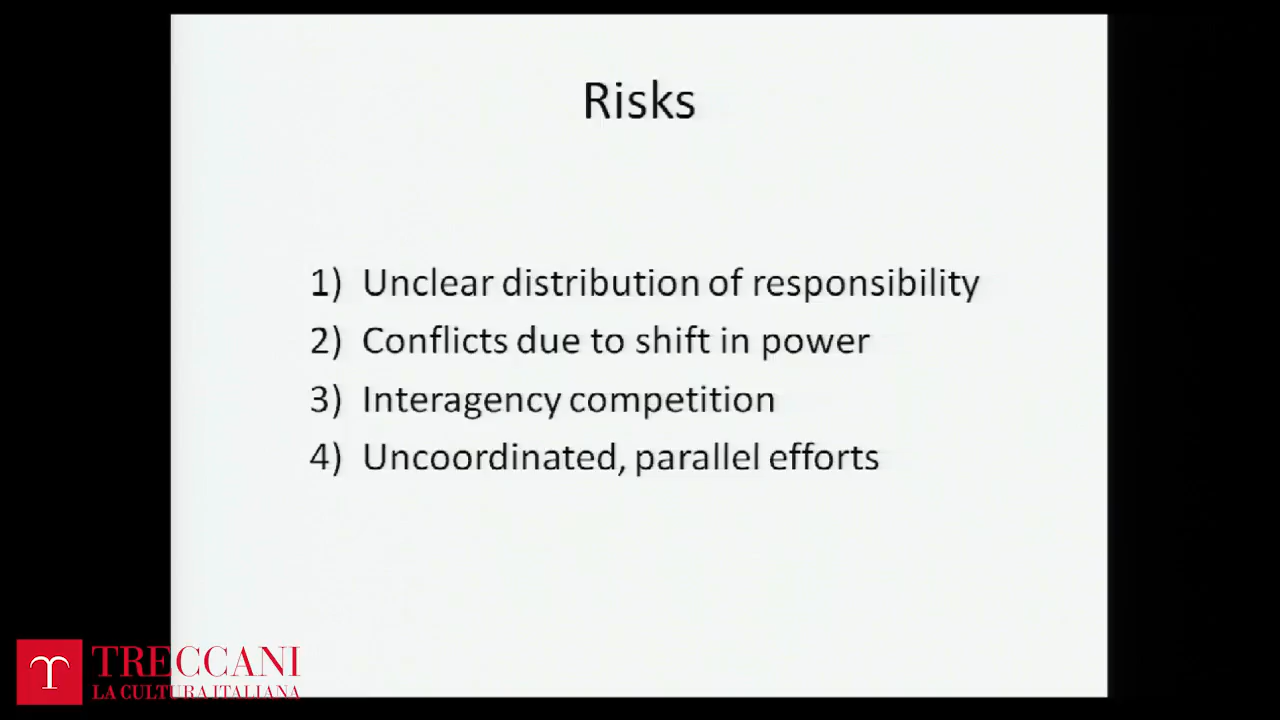 Risks
1) Unclear distribution of responsibility
2) Conflicts due to shift in power
3) Interagency competition
4) Uncoordinated, parallel efforts
TRECCANI
LA CULTURA ITALIANA